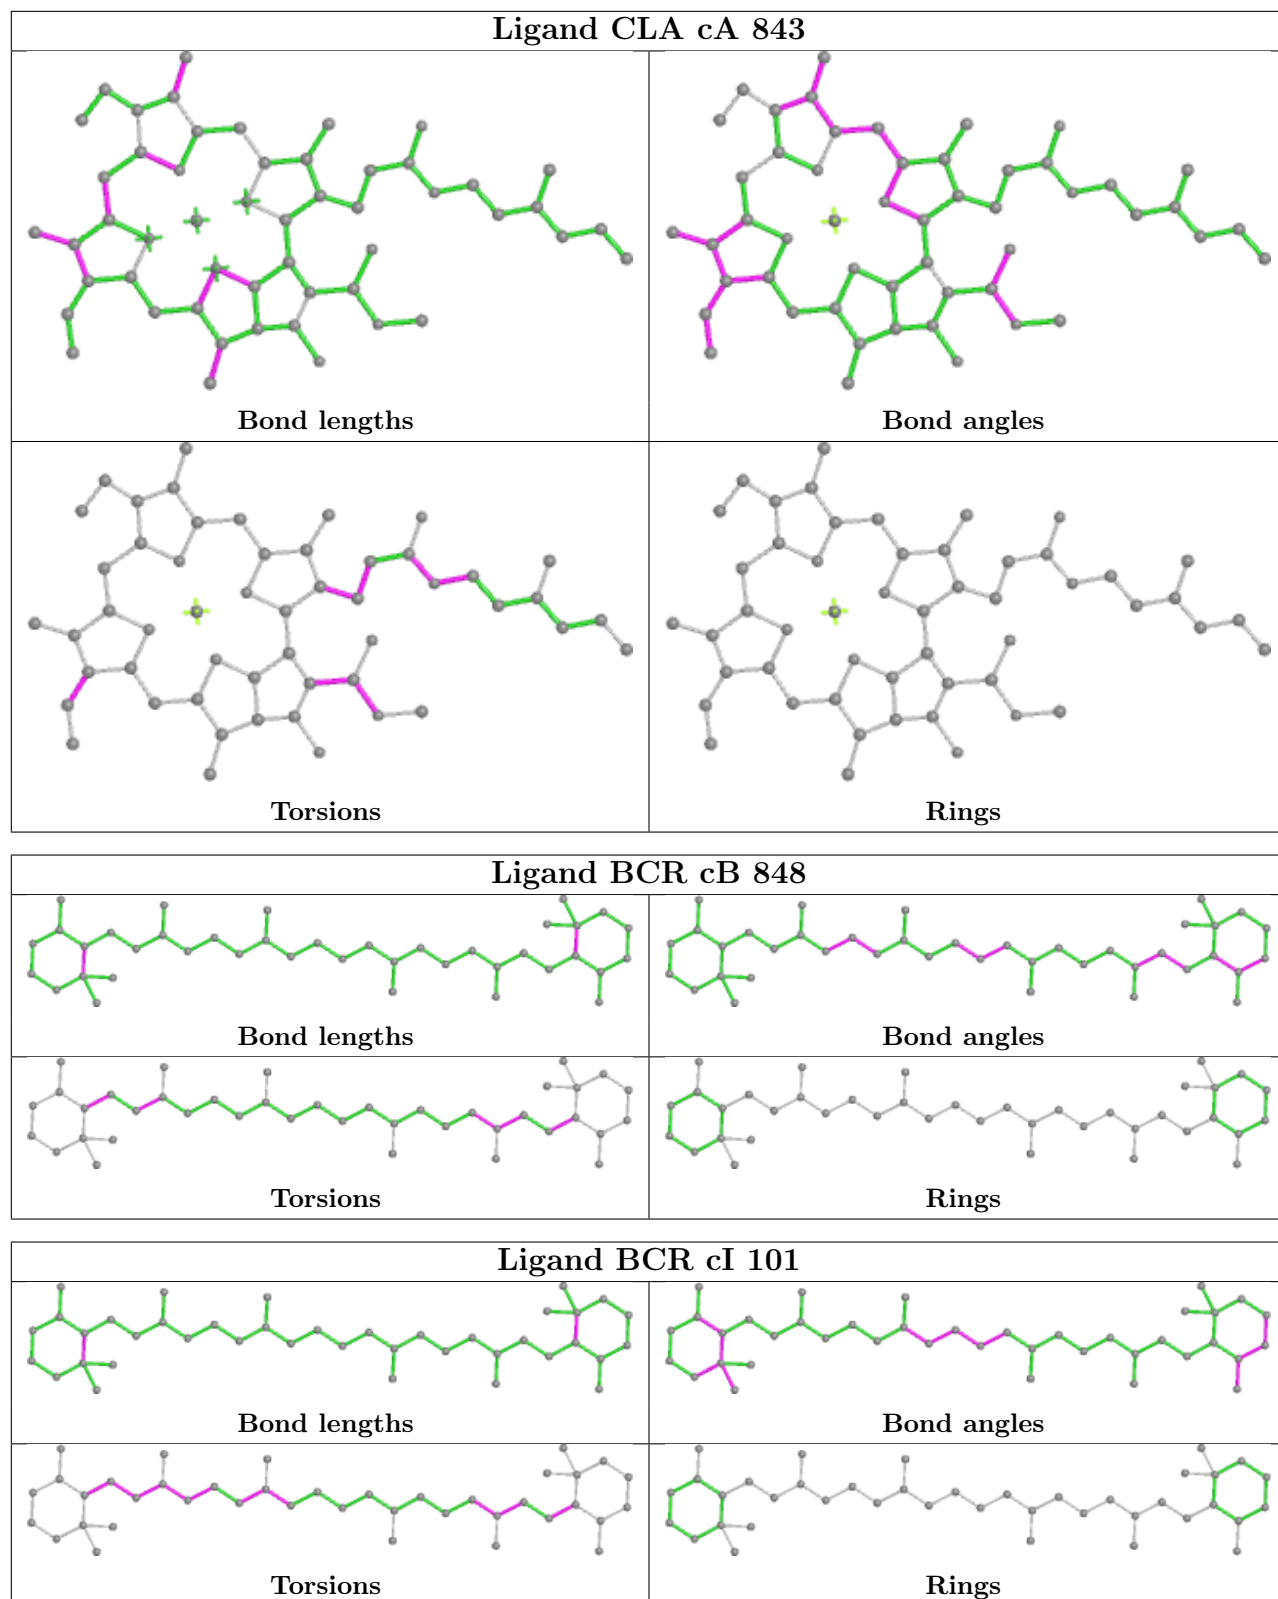 Ligand CLA cA 843
Bond lengths
Bond angles
Torsions
Rings
Ligand BCR cB 848
Bond lengths
Bond angles
Torsions
Rings
Ligand BCR cI 101
Bond lengths
Bond angles
Torsions
Rings